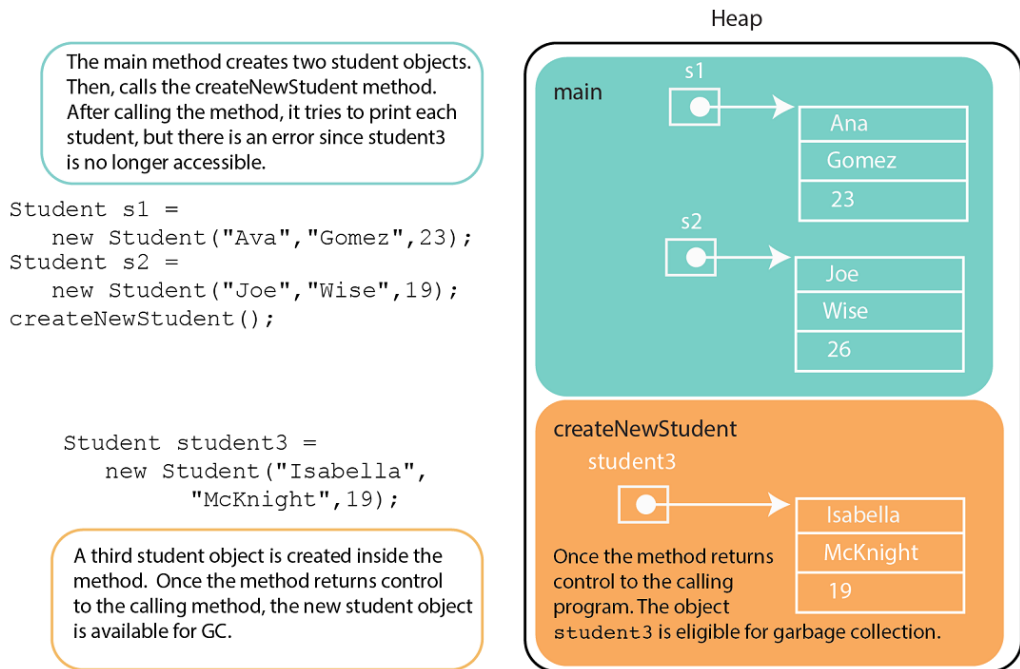 Heap
The main method creates two student objects.
Then, calls the createNewStudent method.
After calling the method, it tries to print each
student, but there is an error since student3
is no longer accessible.
Student s1 =
new Student("Ava","Gomez",23);
Student s2 =
new Student("Joe","Wise",19);
createNewStudent();
main
s1
Ana
Gomez
23
s2
Joe
Wise
26
Student student3 =
new Student("Isabella",
"McKnight",19);
A third student object is created inside the
method. Once the method returns control
to the calling method, the new student object
is available for GC.
createNewStudent
student3
Isabella
McKnight
19
Once the method returns
control to the calling
program. The object
student3 is eligible for garbage collection.